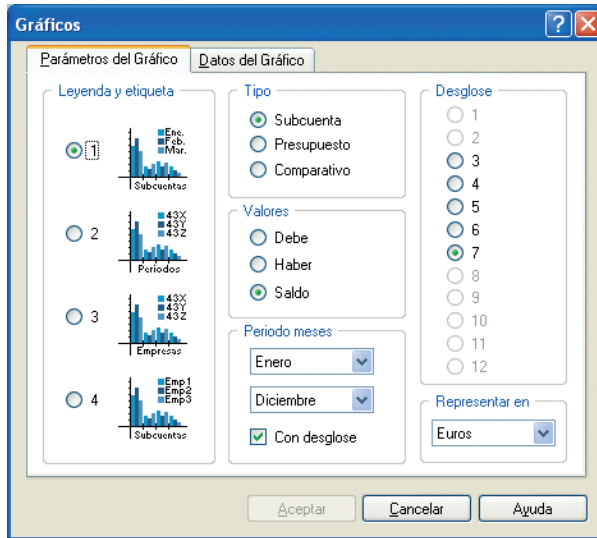 Gráficos
Parámetros del Gráfico
Datos del Gráfico
Leyenda y etiqueta
1
Ene.
Feb.
Mar.
Subcuentas
2
43X
43Y
43Z
Periodos
3
43X
43Y
43Z
Empresas
4
Emp1
Emp2
Emp3
Subcuentas
Tipo
Subcuenta
Presupuesto
Comparativo
Valores
Debe
Haber
Saldo
Periodo meses
Enero
Diciembre
Con desglose
Desglose
1
2
3
4
5
6
7
8
9
10
11
12
Representar en
Euros
Aceptar
Cancelar
Ayuda